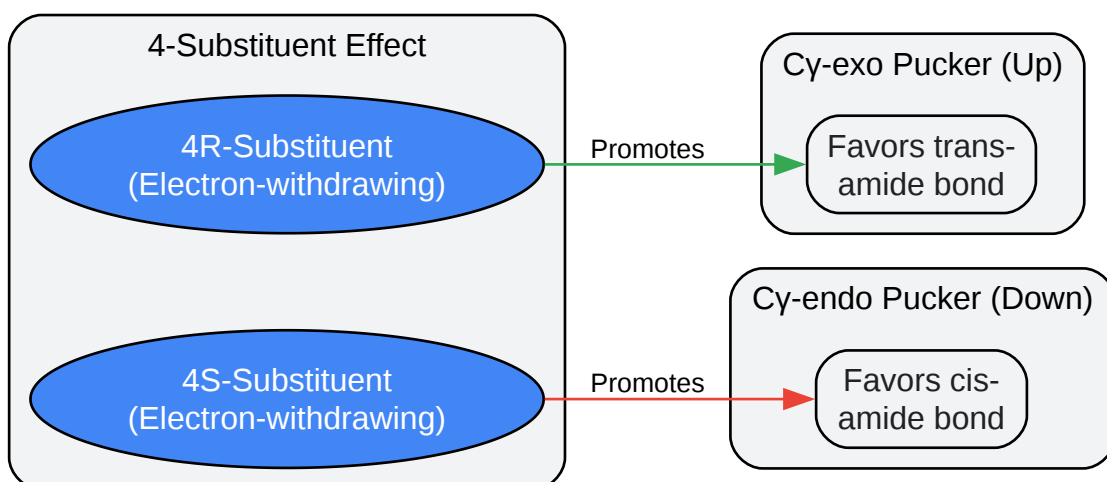 4-Substituent Effect
4R-Substituent
(Electron-withdrawing)
Promotes
Cγ-exo Pucker (Up)
Favors trans-
amide bond
4S-Substituent
(Electron-withdrawing)
Promotes
Cγ-endo Pucker (Down)
Favors cis-
amide bond